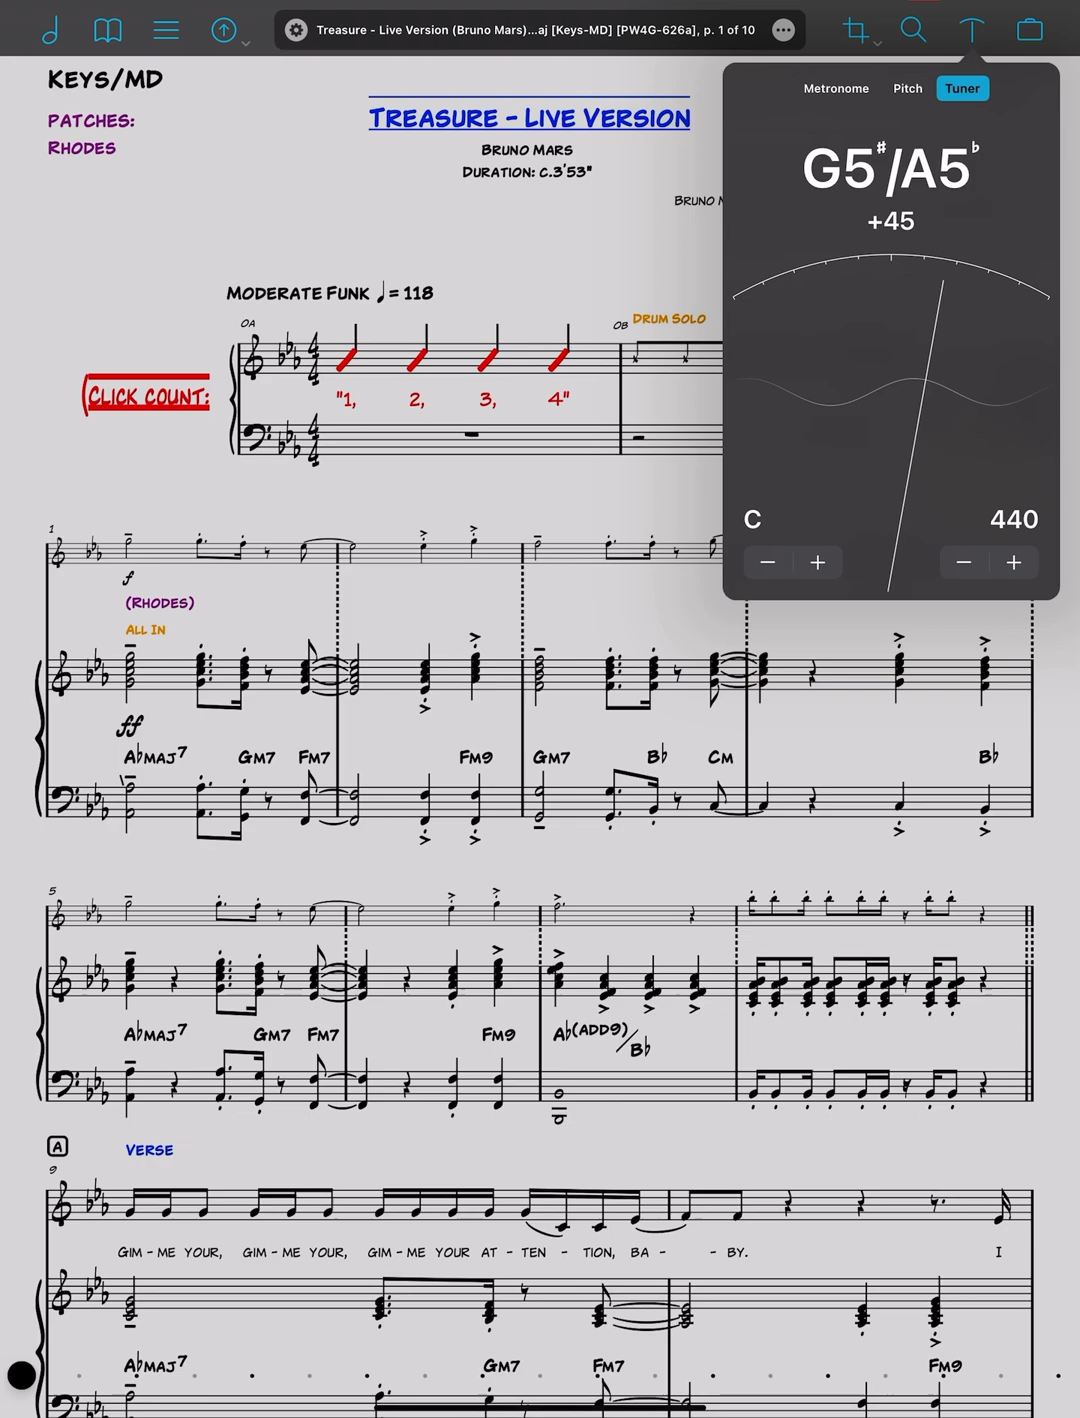 Treasure - Live Version (Bruno Mars)...aj [Keys-MD] [PW4G-626a], p. 1 of 10
Metronome Pitch Tuner
G5♯/A5♭
+45
C 440
− + − +
KEYS/MD
PATCHES:
RHODES
TREASURE - LIVE VERSION
BRUNO MARS
DURATION: C.3'53"
BRUNO
MODERATE FUNK ♩= 118
0A
0B DRUM SOLO
CLICK COUNT:
"1, 2, 3, 4"
1
f
(RHODES)
ALL IN
ff
A♭MAJ7 GM7 FM7 FM9 GM7 B♭ CM B♭
5
A♭MAJ7 GM7 FM7 FM9 A♭(ADD9)/B♭
A VERSE
9
GIM - ME YOUR, GIM - ME YOUR, GIM - ME YOUR AT - TEN - TION, BA - - BY. I
A♭MAJ7 GM7 FM7 FM9